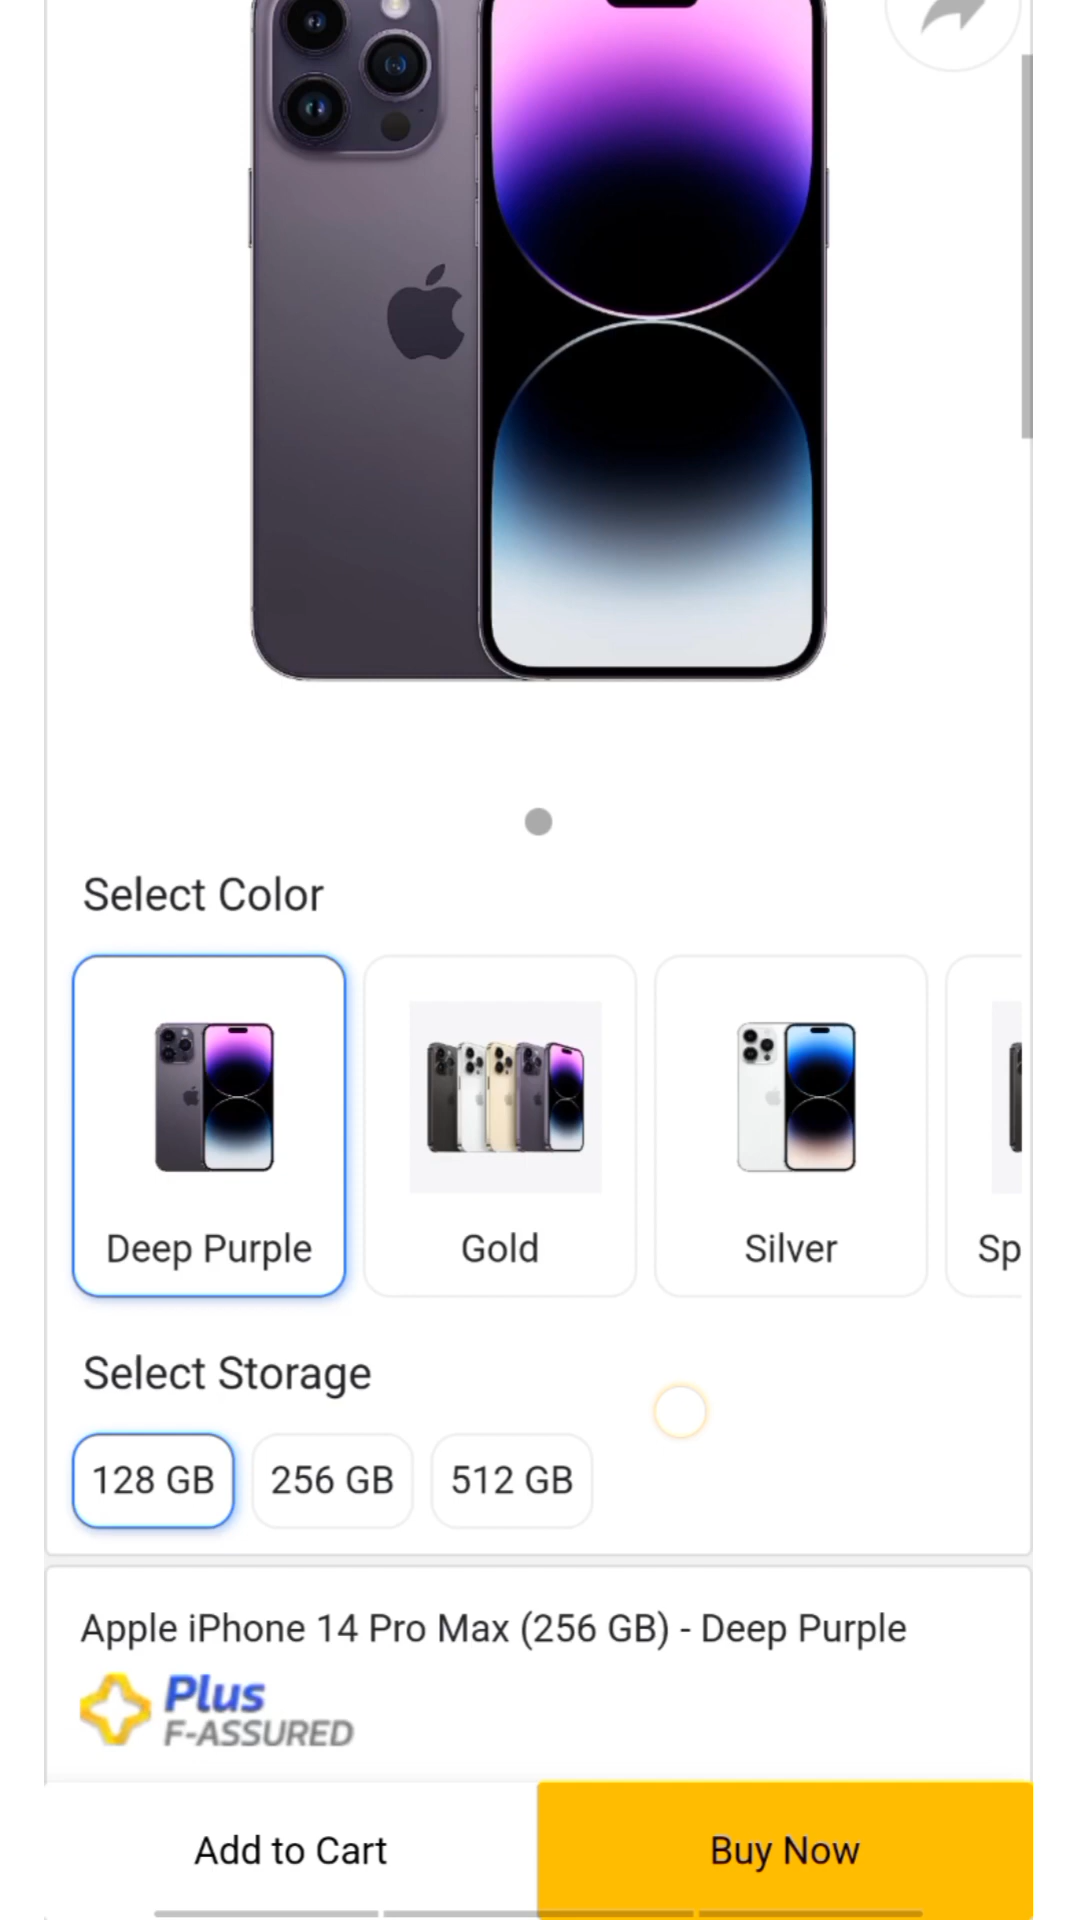 Select Color
Deep Purple
Gold
Silver
Sp
Select Storage
128 GB
256 GB
512 GB
Apple iPhone 14 Pro Max (256 GB) - Deep Purple
Plus
F-ASSURED
Add to Cart
Buy Now